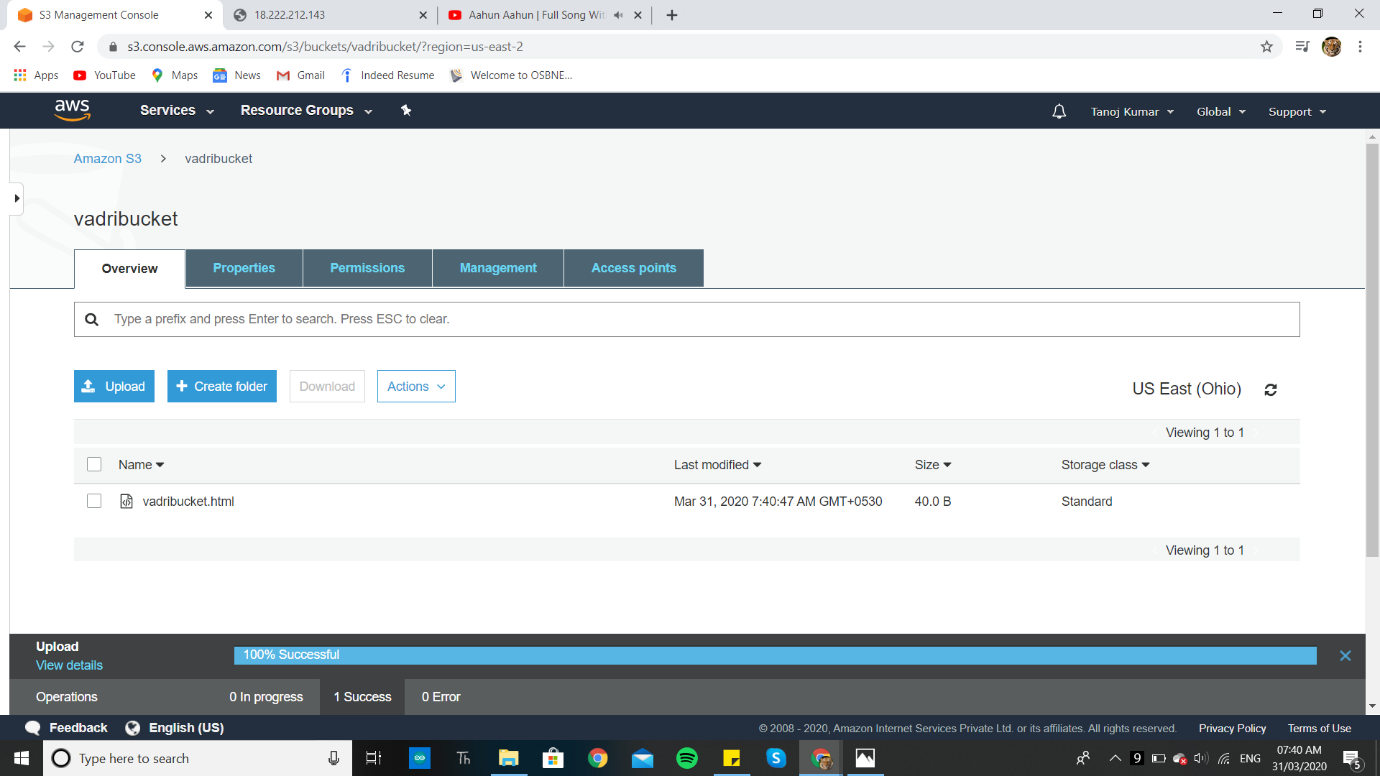 S3 Management Console
18.222.212.143
Aahun Aahun | Full Song Wit
s3.console.aws.amazon.com/s3/buckets/vadribucket/?region=us-east-2
Apps YouTube Maps News Gmail Indeed Resume Welcome to OSBNE...
aws Services Resource Groups Tanoj Kumar Global Support
Amazon S3 > vadribucket
vadribucket
Overview Properties Permissions Management Access points
Type a prefix and press Enter to search. Press ESC to clear.
Upload + Create folder Download Actions US East (Ohio)
Viewing 1 to 1
Name Last modified Size Storage class
vadribucket.html Mar 31, 2020 7:40:47 AM GMT+0530 40.0 B Standard
Viewing 1 to 1
Upload 100% Successful
View details
Operations 0 In progress 1 Success 0 Error
Feedback English (US) © 2008 - 2020, Amazon Internet Services Private Ltd. or its affiliates. All rights reserved. Privacy Policy Terms of Use
Type here to search Th 9 ENG 07:40 AM
31/03/2020 5